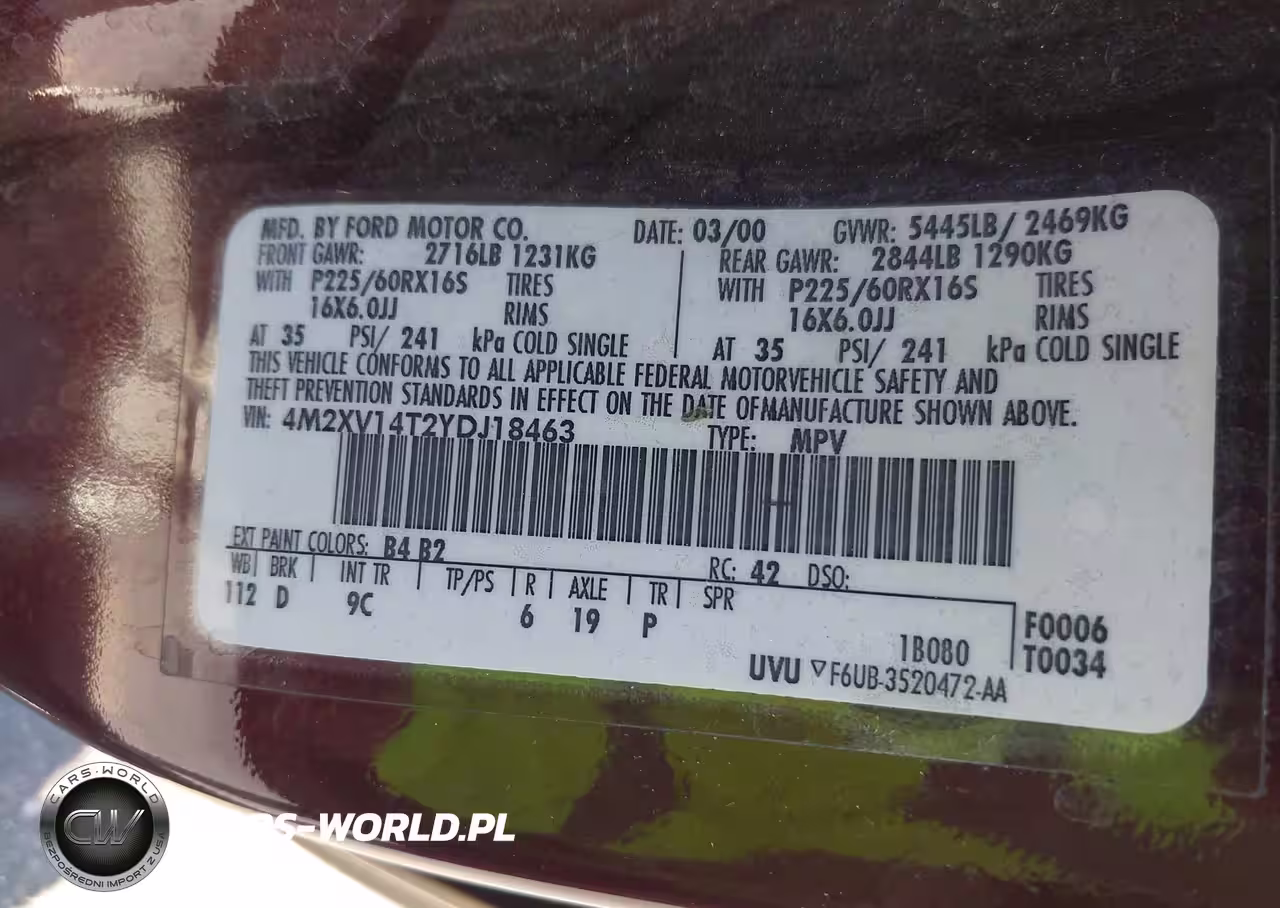 MFD. BY FORD MOTOR CO. DATE: 03/00 GVWR: 5445LB/ 2469KG
FRONT GAWR: 2716LB 1231KG REAR GAWR: 2844LB 1290KG
WITH P225/60RX16S TIRES WITH P225/60RX16S TIRES
16X6.0JJ RIMS 16X6.0JJ RIMS
AT 35 PSI/ 241 kPa COLD SINGLE AT 35 PSI/ 241 kPa COLD SINGLE
THIS VEHICLE CONFORMS TO ALL APPLICABLE FEDERAL MOTORVEHICLE SAFETY AND
THEFT PREVENTION STANDARDS IN EFFECT ON THE DATE OFMANUFACTURE SHOWN ABOVE.
VIN: 4M2XV14T2YDJ18463 TYPE: MPV
EXT PAINT COLORS: B4 B2 RC: 42 DSO:
WB BRK INT TR TP/PS R AXLE TR SPR
112 D 9C 6 19 P
F0006
1B080 T0034
UVU ▽F6UB-3520472-AA
CARS-WORLD
CW
BEZPOŚREDNI IMPORT Z USA
RS-WORLD.PL